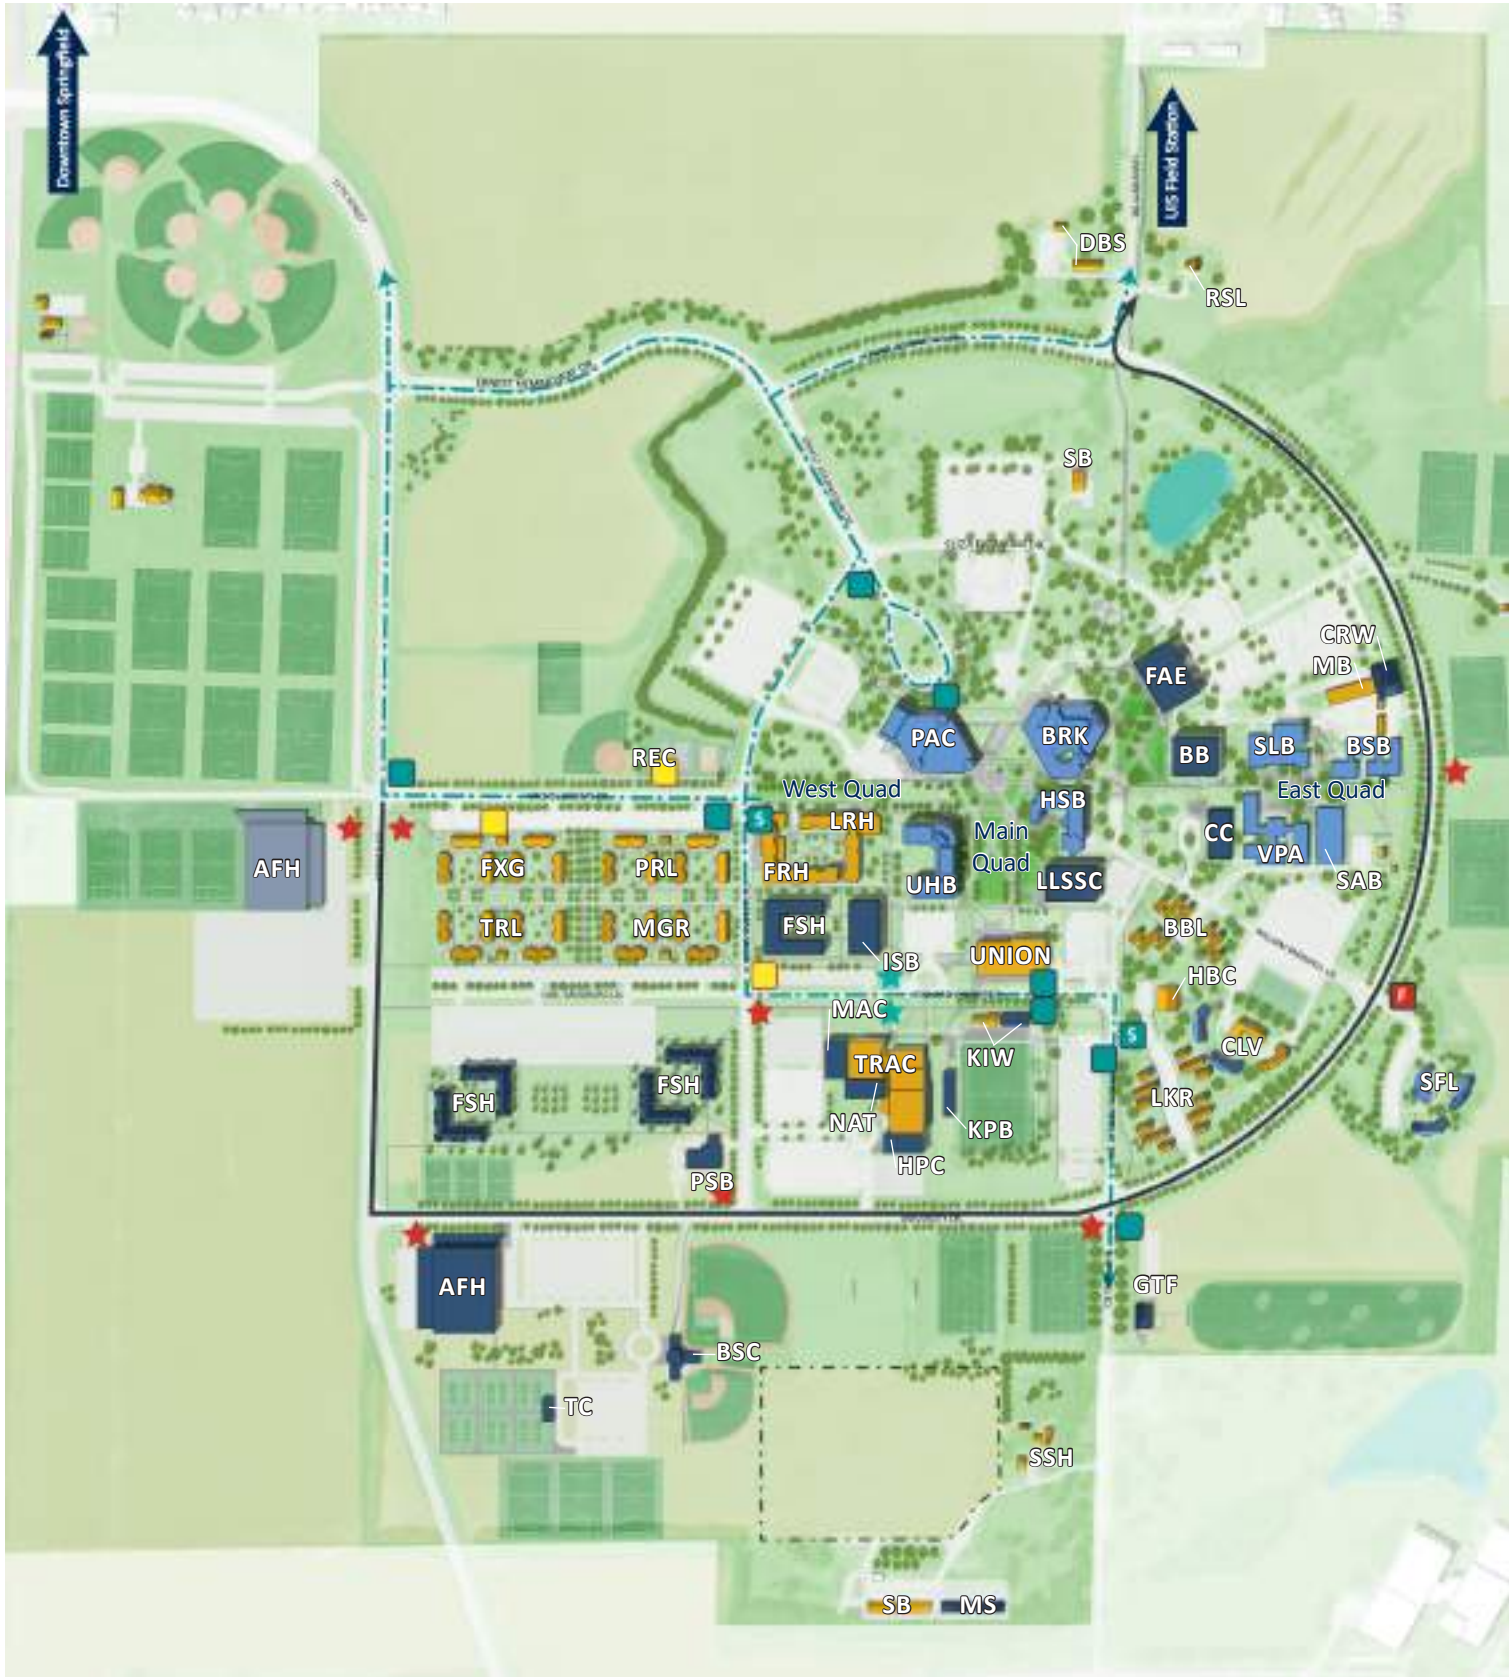 Downtown Springfield
UIS Field Station
DBS
RSL
SB
CRW
MB
FAE
PAC
BRK
BB
SLB
BSB
REC
West Quad
HSB
East Quad
LRH
S
Main
Quad
CC
VPA
AFH
FXG
PRL
FRH
UHB
LLSSC
SAB
TRL
MGR
FSH
ISB
UNION
BBL
HBC
MAC
S
KIW
CLV
TRAC
FSH
FSH
NAT
KPB
LKR
SFL
HPC
PSB
AFH
GTF
BSC
TC
SSH
SB
MS